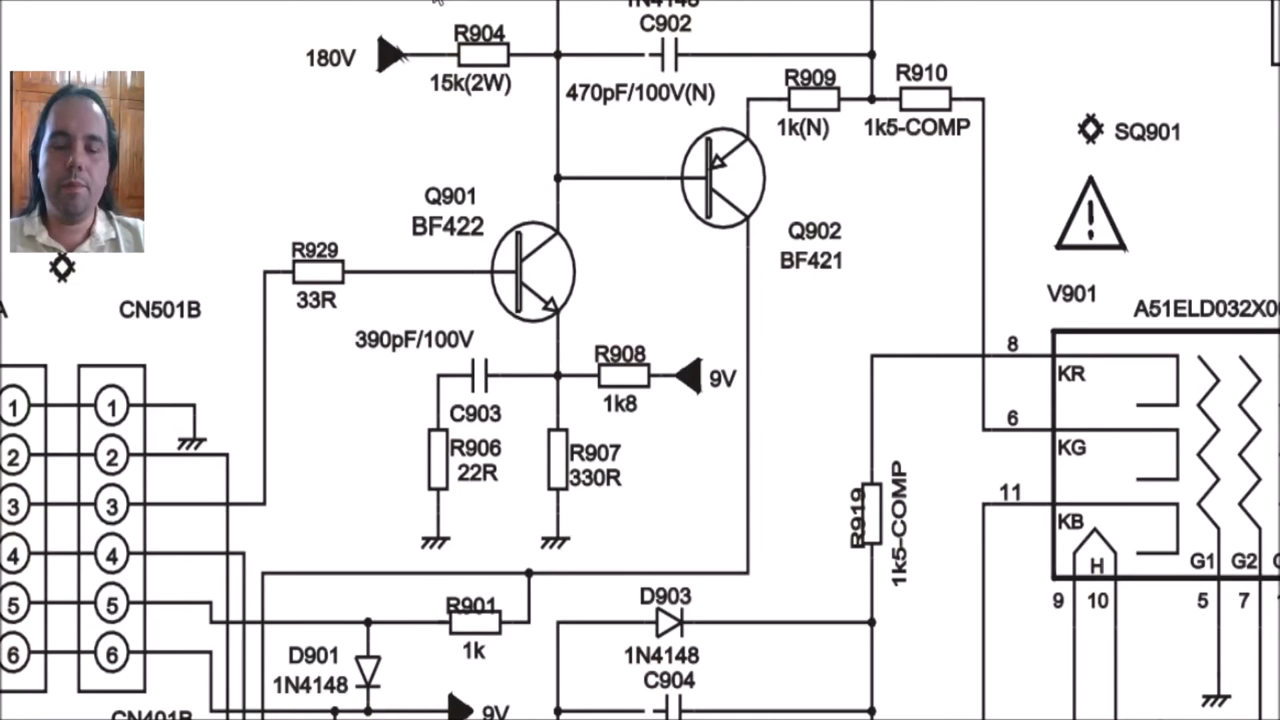 1N4148
C902
R904
180V
15k(2W)
470pF/100V(N)
R909
R910
1k(N)
1k5-COMP
SQ901
Q901
BF422
Q902
BF421
R929
33R
CN501B
V901
A51ELD032X0
390pF/100V
R908
9V
1k8
C903
R906
22R
R907
330R
8
KR
6
KG
11
KB
H
G1
G2
R919
1k5-COMP
1
1
2
2
3
3
4
4
5
5
6
6
9
10
5
7
R901
1k
D903
1N4148
C904
D901
1N4148
9V
CN401B